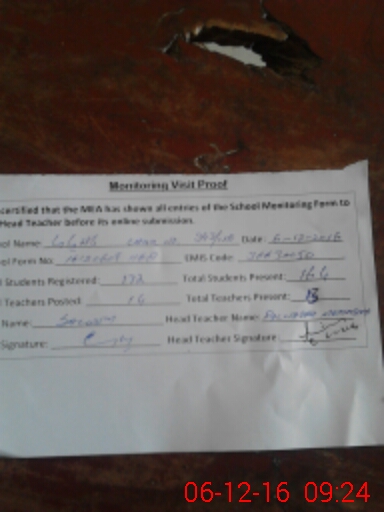 Monitoring Visit Proof
certified that the MEA has shown all entries of the School Monitoring Form to
Head Teacher before its online submission.
ol Name: Date: 6-12-2016
ol Form No: EMIS Code:
l Students Registered: 172 Total Students Present: 164
l Teachers Posted: 16 Total Teachers Present: 13
Name: Head Teacher Name:
Signature: Head Teacher Signature:
06-12-16 09:24